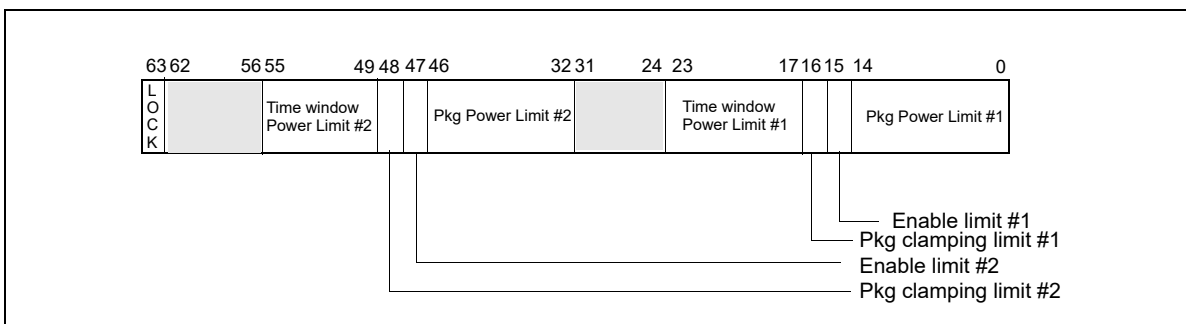 63 62 56 55 49 48 47 46 32 31 24 23 17 16 15 14 0
L
O
C
K
Time window
Power Limit #2
Pkg Power Limit #2
Time window
Power Limit #1
Pkg Power Limit #1
Enable limit #1
Pkg clamping limit #1
Enable limit #2
Pkg clamping limit #2